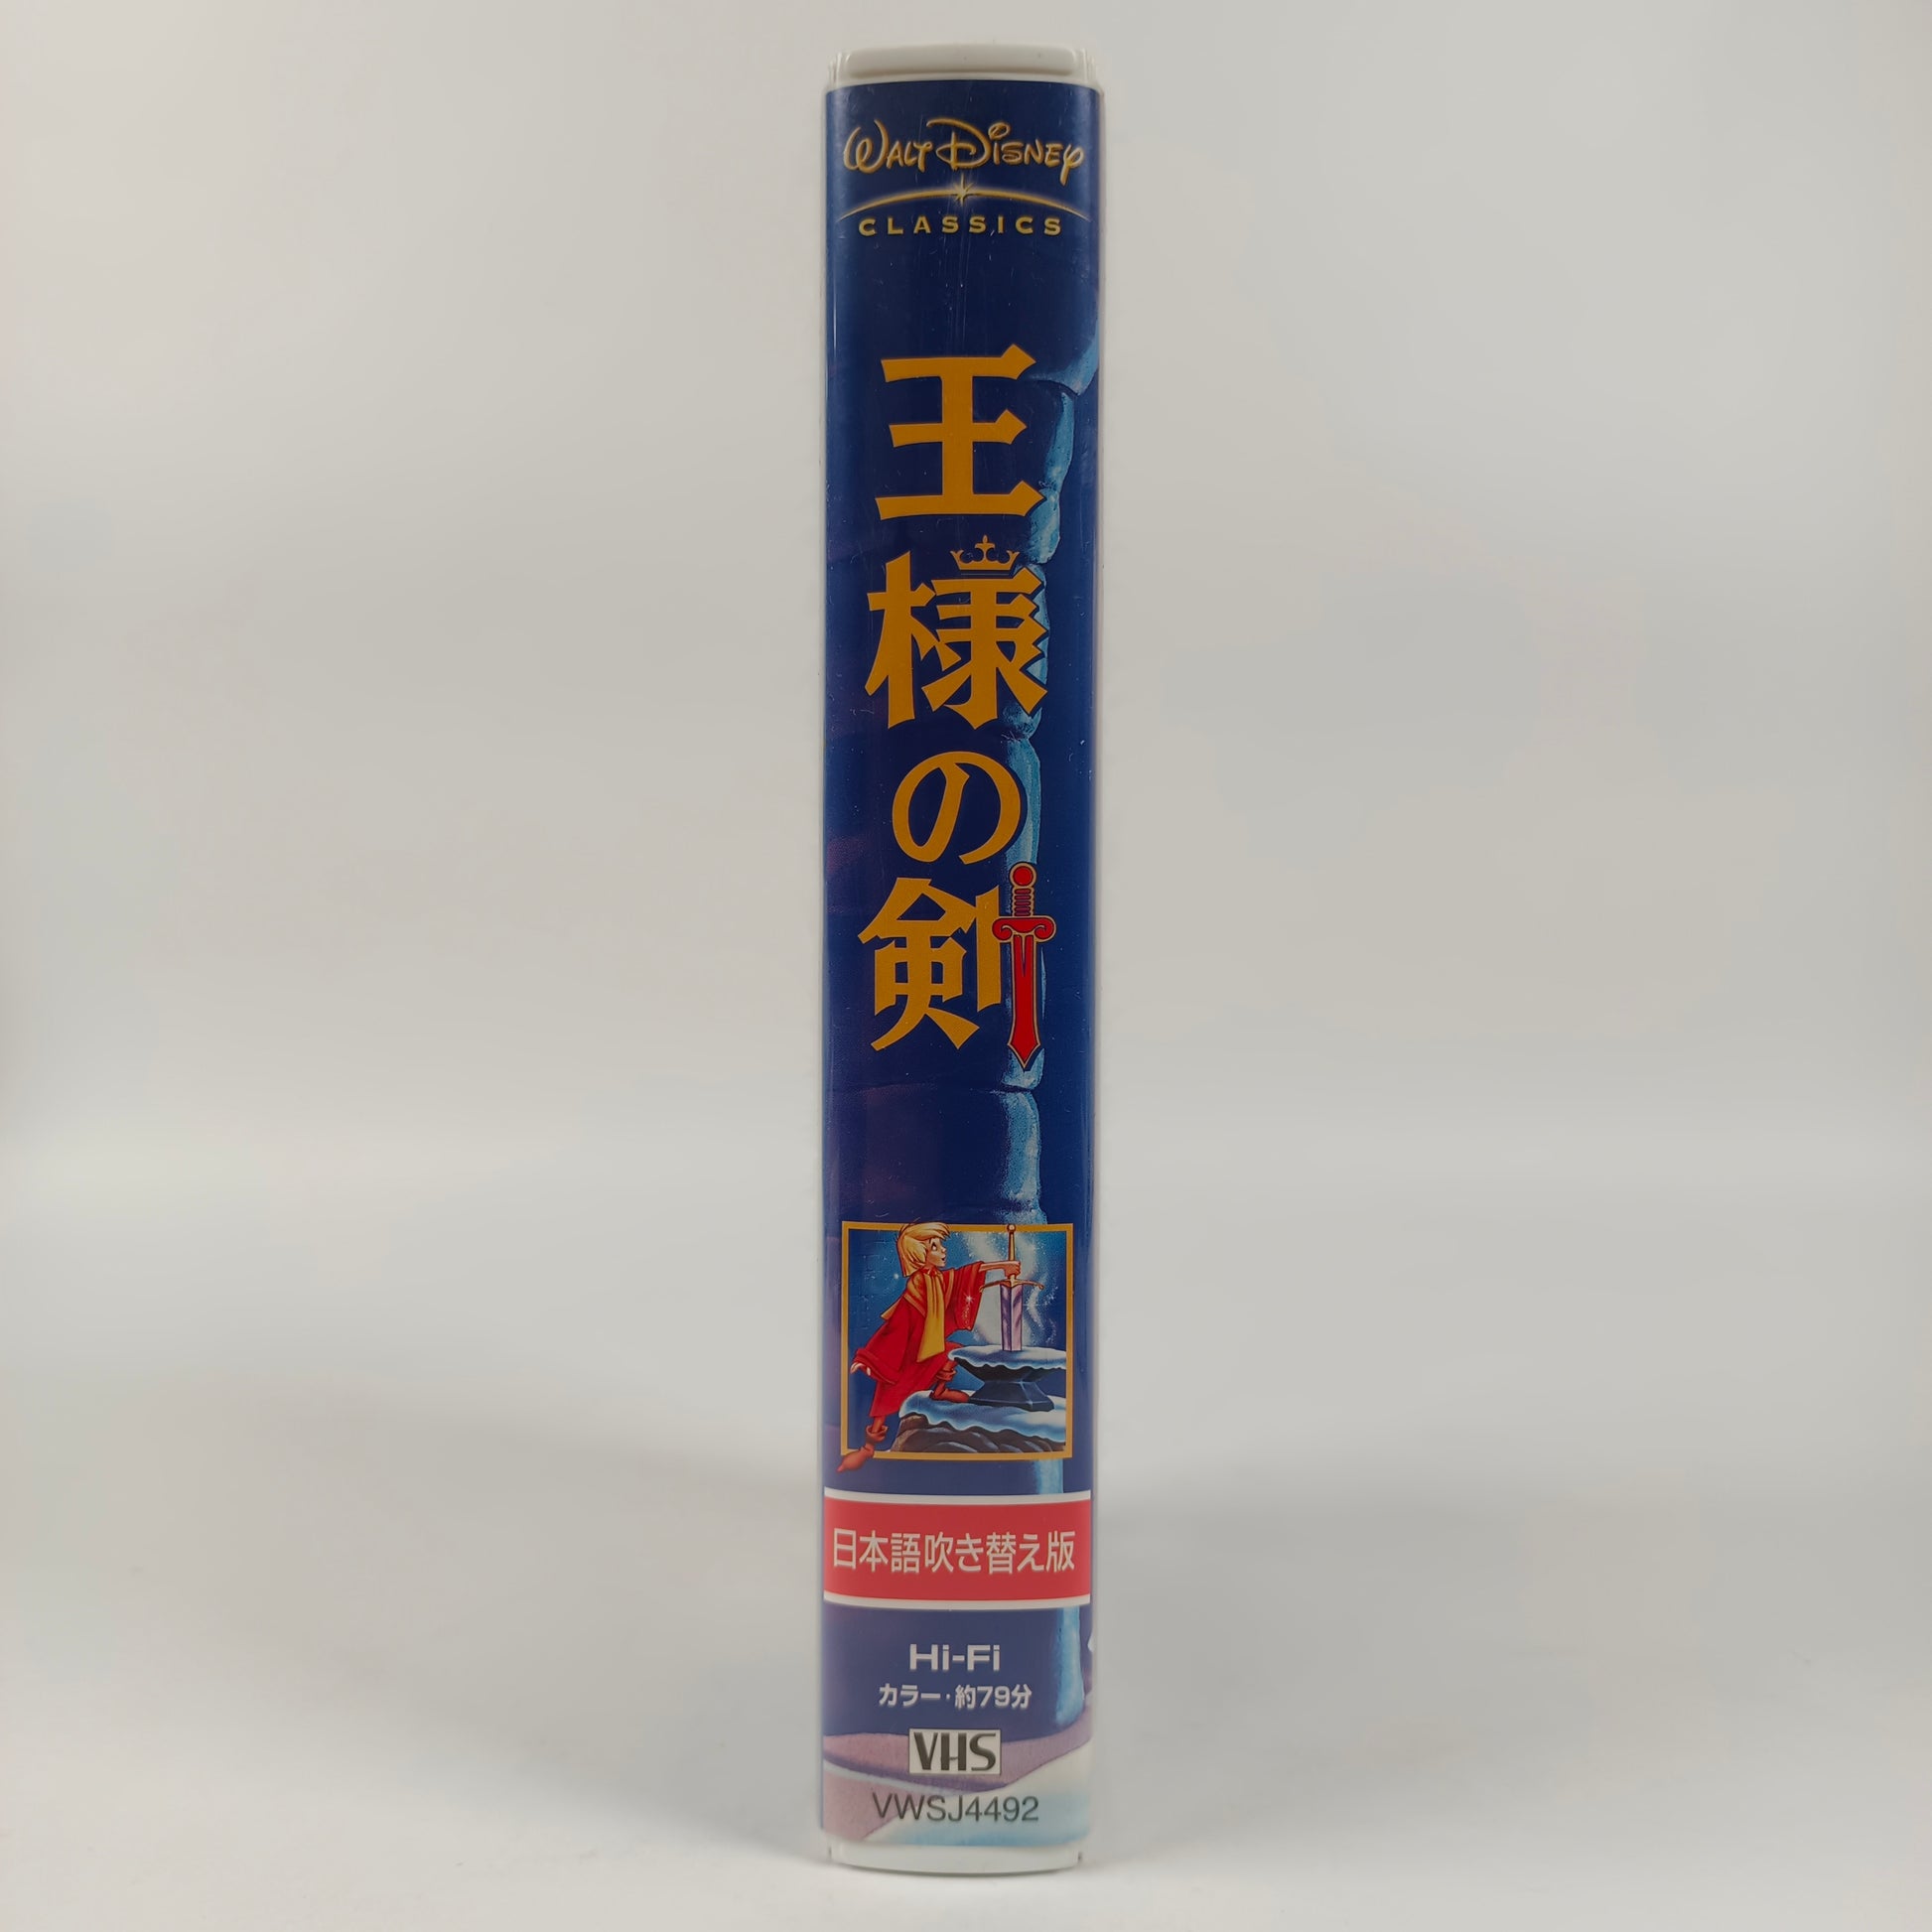 WALT DISNEY
CLASSICS
王様の剣
日本語吹き替え版
Hi-Fi
カラー・約79分
VHS
VWSJ4492